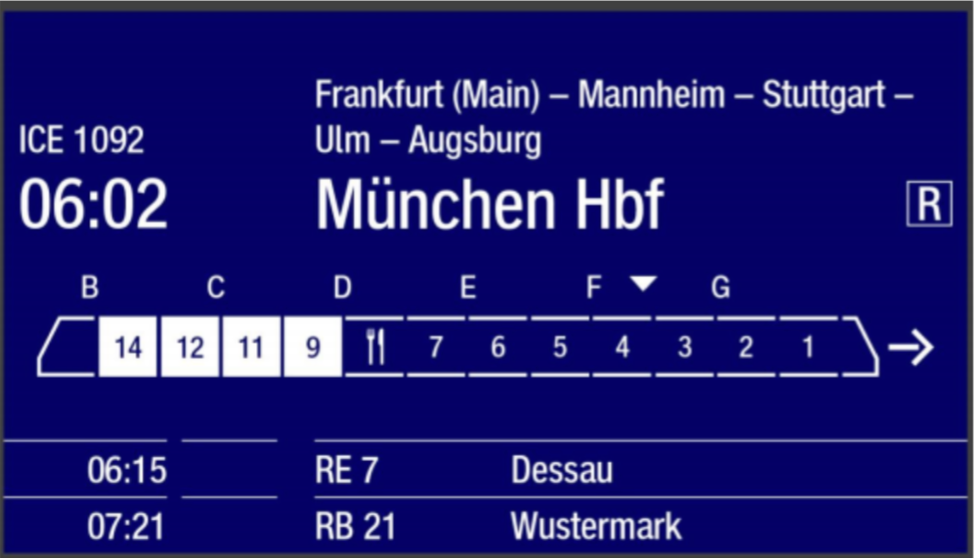 Frankfurt (Main) – Mannheim – Stuttgart –
ICE 1092 Ulm – Augsburg
06:02 München Hbf R
B C D E F G
14 12 11 9 7 6 5 4 3 2 1
06:15 RE 7 Dessau
07:21 RB 21 Wustermark